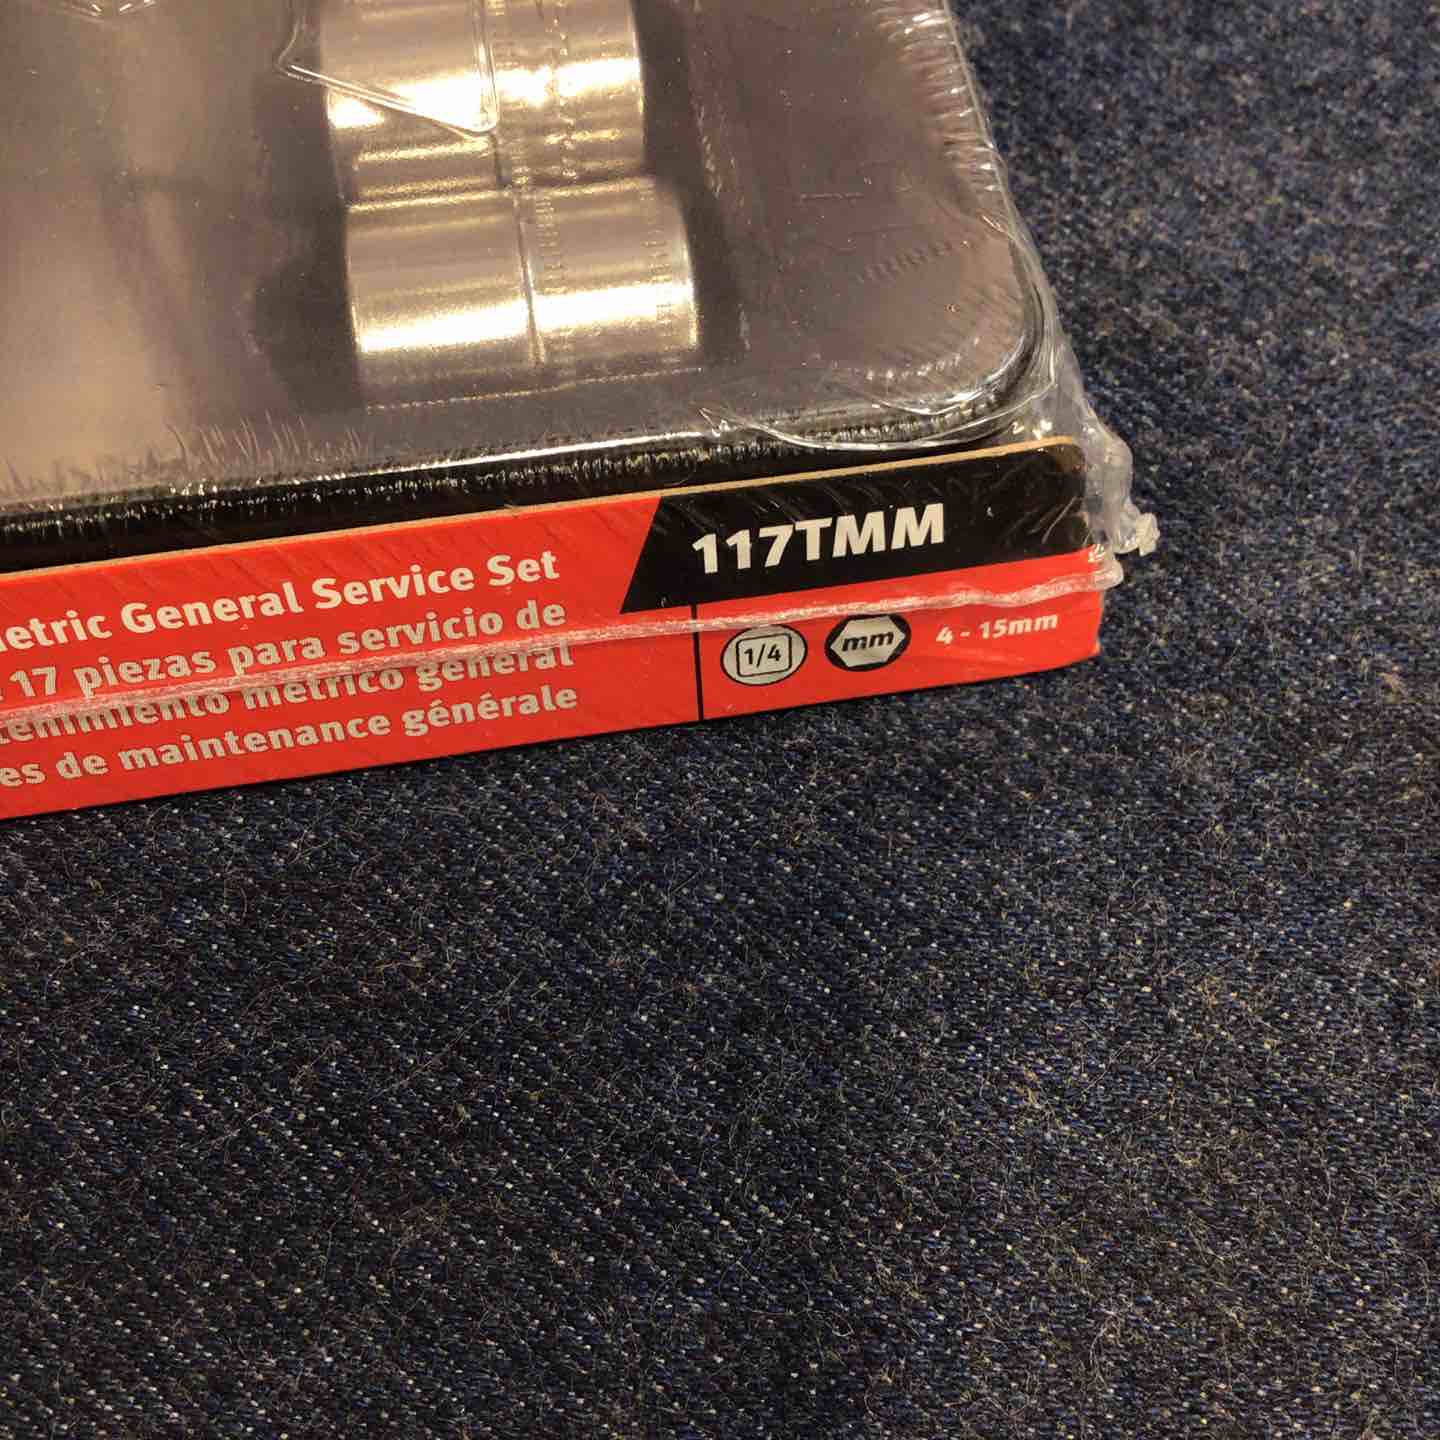 117TMM
etric General Service Set
17 piezas para servicio de
tenimiento métrico general
es de maintenance générale
1/4
mm
4 - 15mm